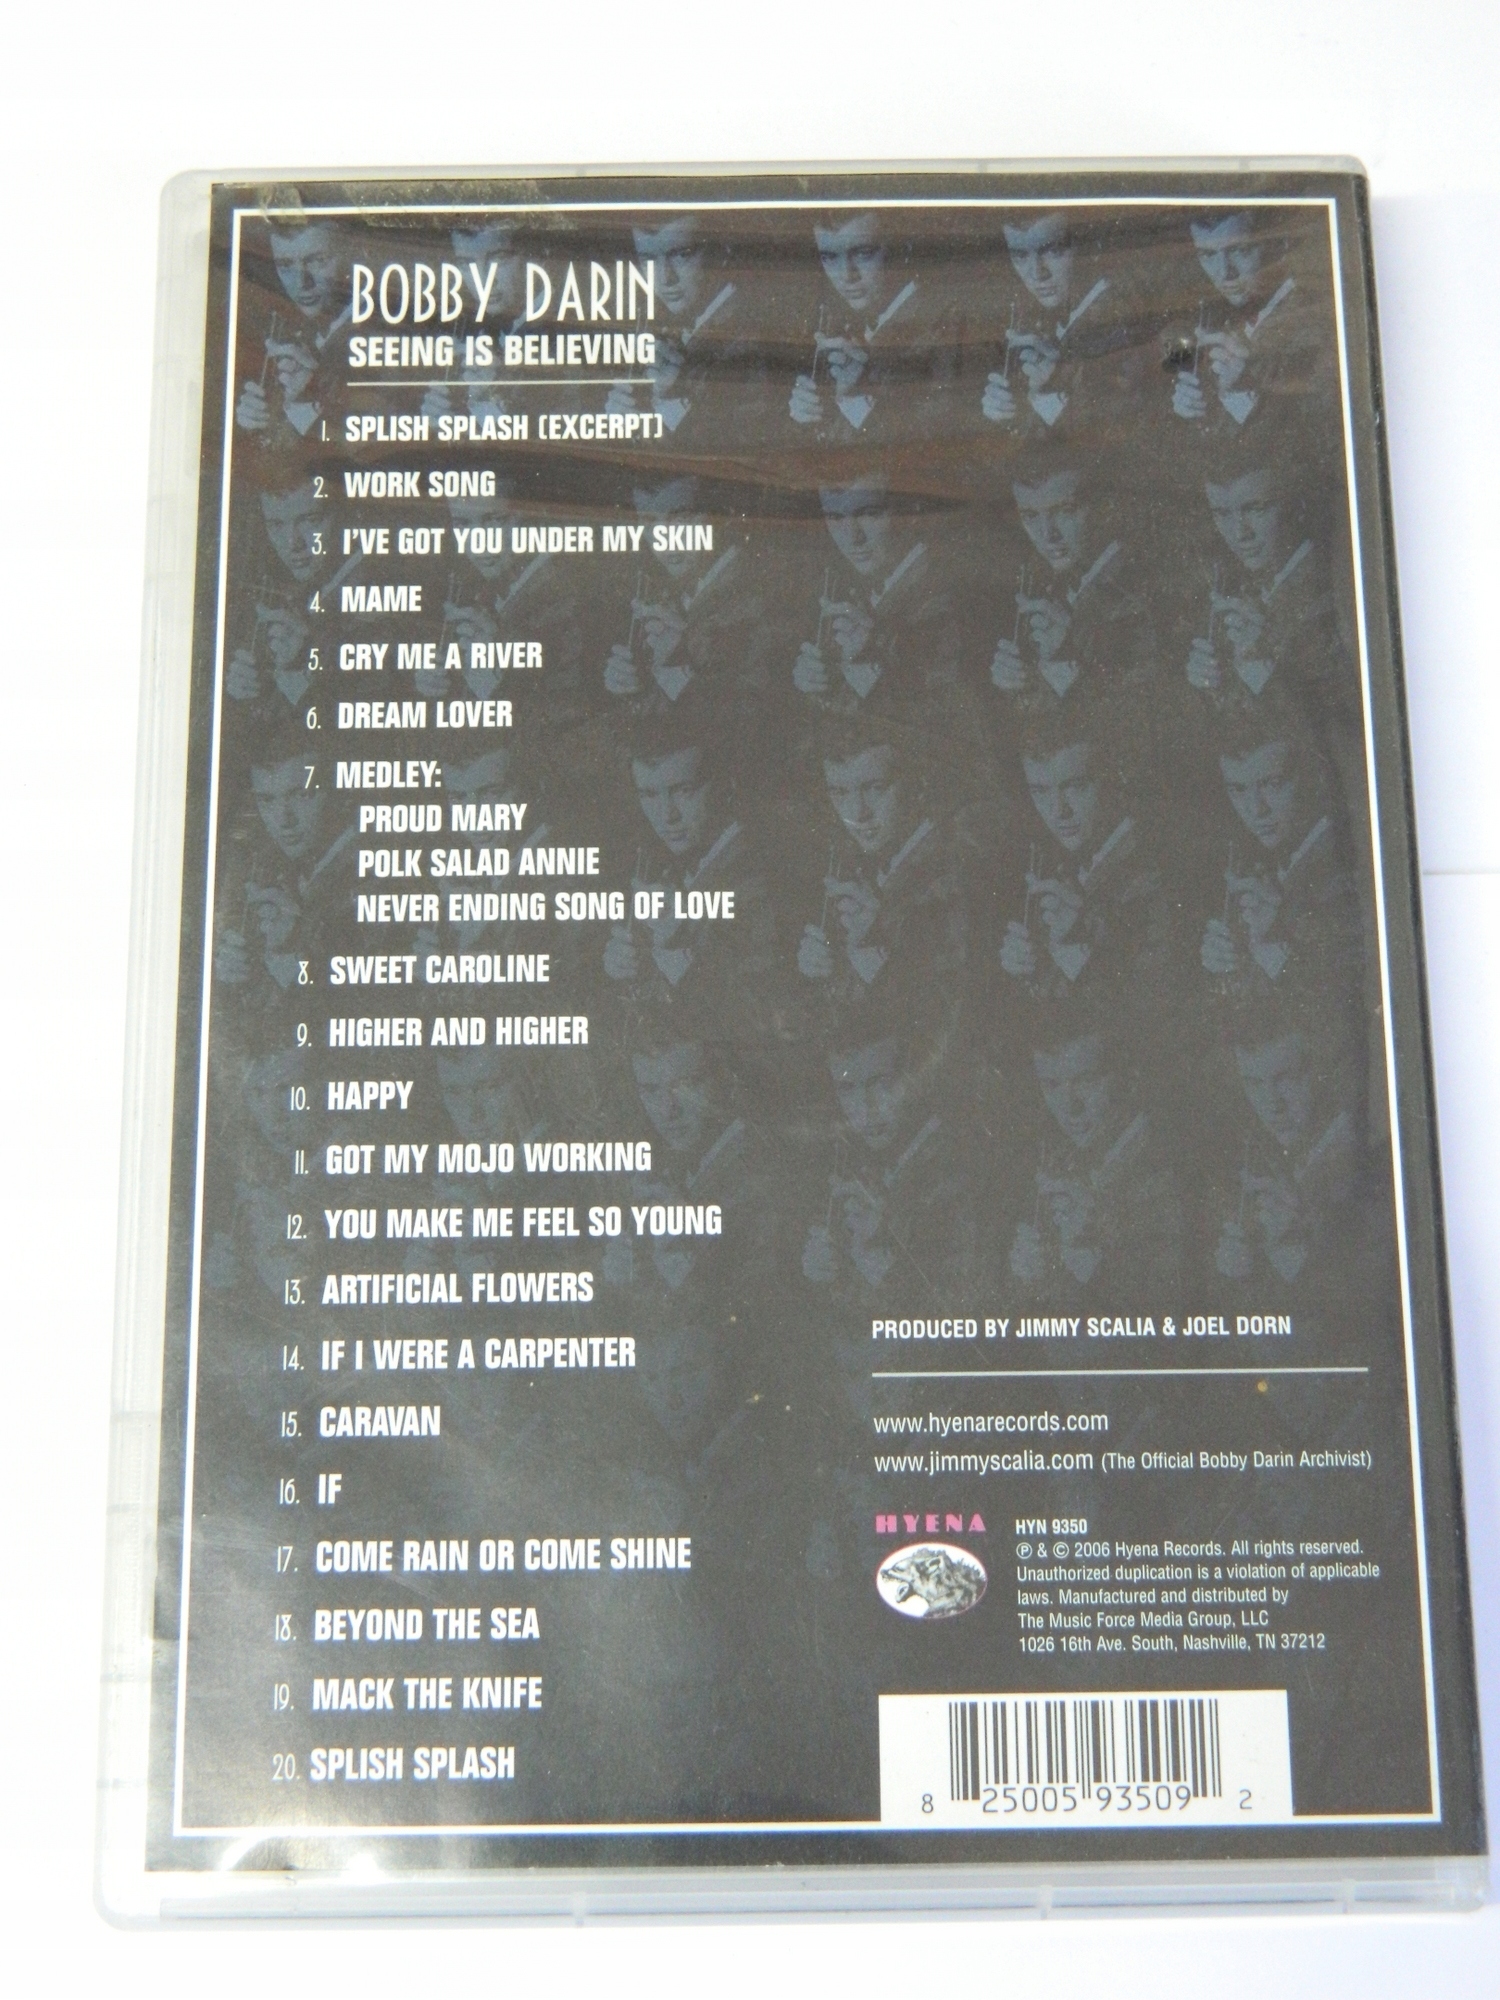 BOBBY DARIN
SEEING IS BELIEVING
1. SPLISH SPLASH (EXCERPT)
2. WORK SONG
3. I'VE GOT YOU UNDER MY SKIN
4. MAME
5. CRY ME A RIVER
6. DREAM LOVER
7. MEDLEY:
PROUD MARY
POLK SALAD ANNIE
NEVER ENDING SONG OF LOVE
8. SWEET CAROLINE
9. HIGHER AND HIGHER
10. HAPPY
11. GOT MY MOJO WORKING
12. YOU MAKE ME FEEL SO YOUNG
13. ARTIFICIAL FLOWERS
14. IF I WERE A CARPENTER
15. CARAVAN
16. IF
17. COME RAIN OR COME SHINE
18. BEYOND THE SEA
19. MACK THE KNIFE
20. SPLISH SPLASH
PRODUCED BY JIMMY SCALIA & JOEL DORN
www.hyenarecords.com
www.jimmyscalia.com (The Official Bobby Darin Archivist)
HYENA
HYN 9350
℗ & © 2006 Hyena Records. All rights reserved.
Unauthorized duplication is a violation of applicable
laws. Manufactured and distributed by
The Music Force Media Group, LLC
1026 16th Ave. South, Nashville, TN 37212
8 25005 93509 2